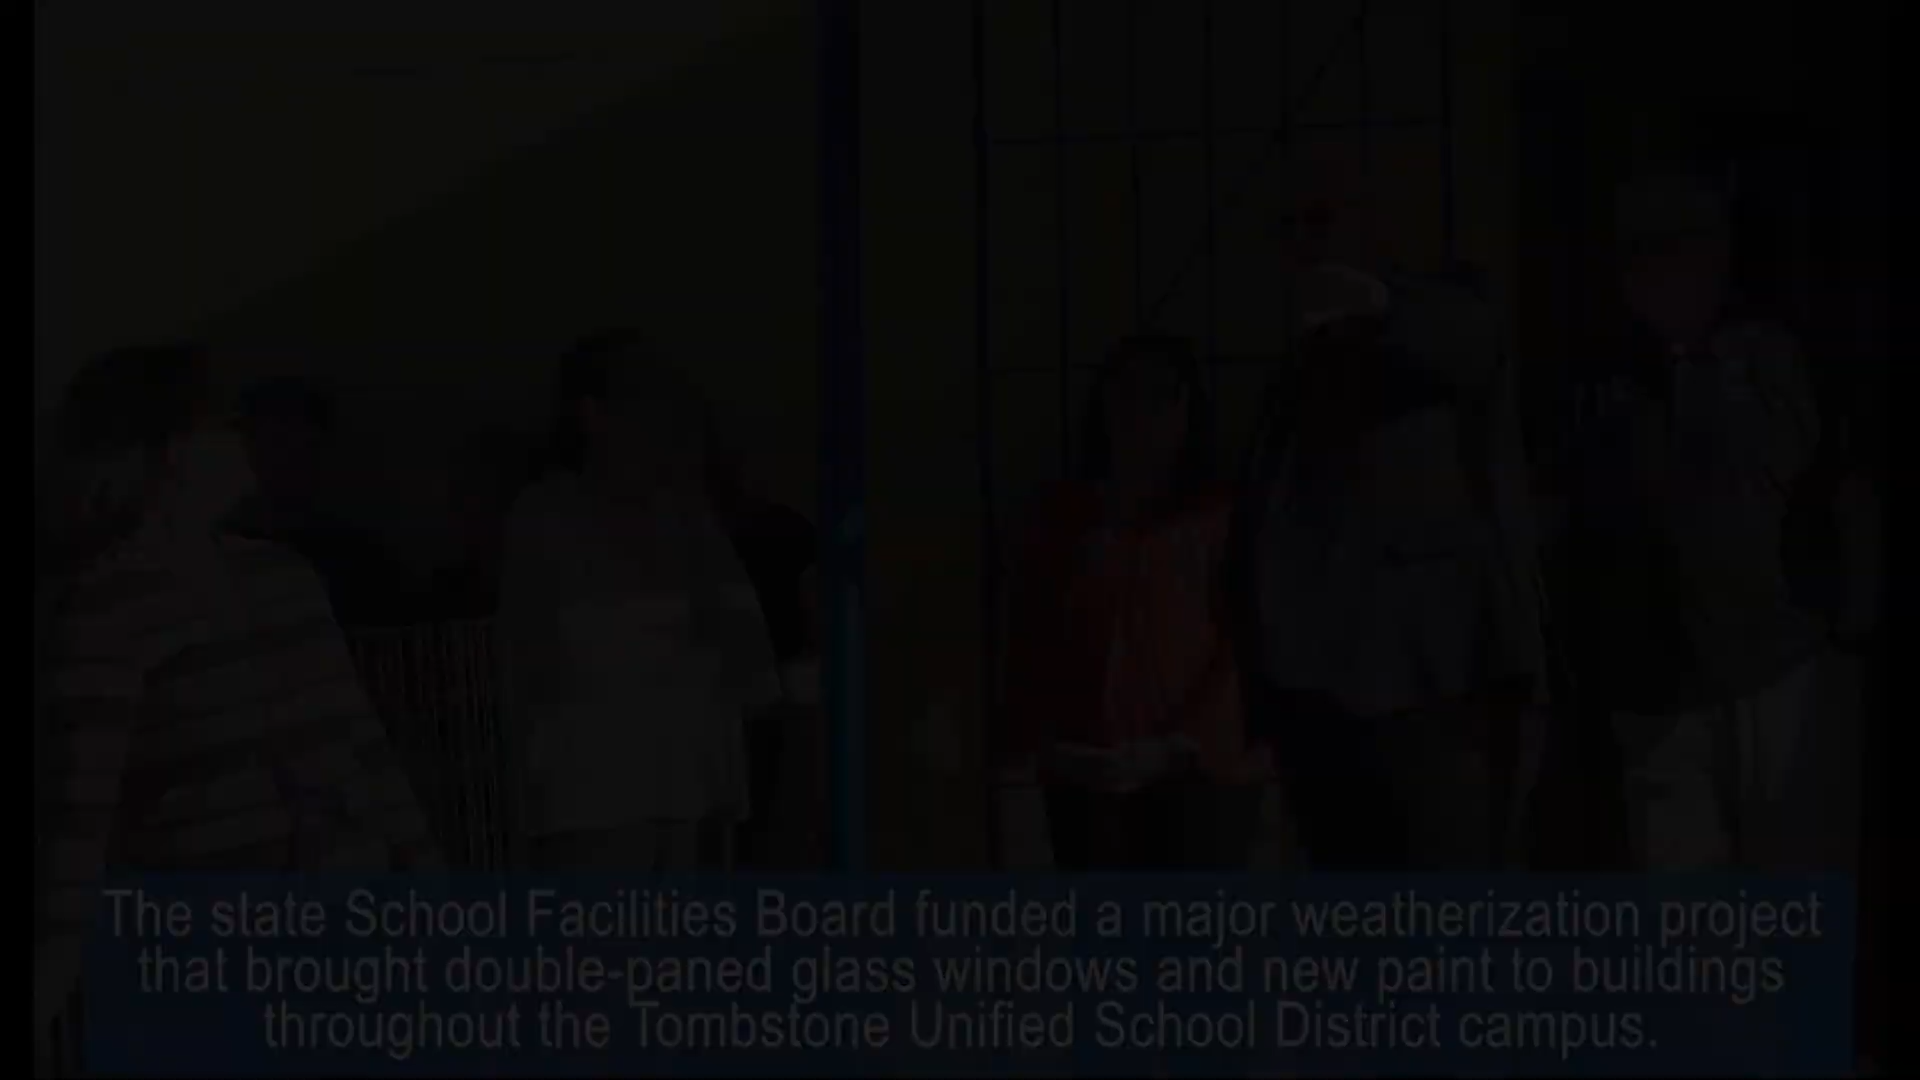 The state School Facilities Board funded a major weatherization project
that brought double-paned glass windows and new paint to buildings
throughout the Tombstone Unified School District campus.